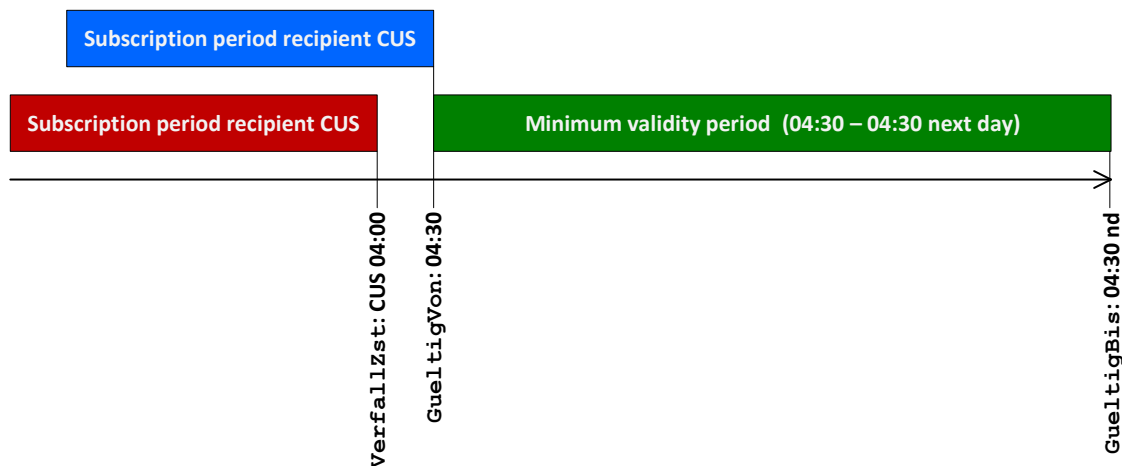 Subscription period recipient CUS
Subscription period recipient CUS
Minimum validity period  (04:30 – 04:30 next day)
VerfallZst: CUS 04:00
GueltigVon: 04:30
GueltigBis: 04:30 nd